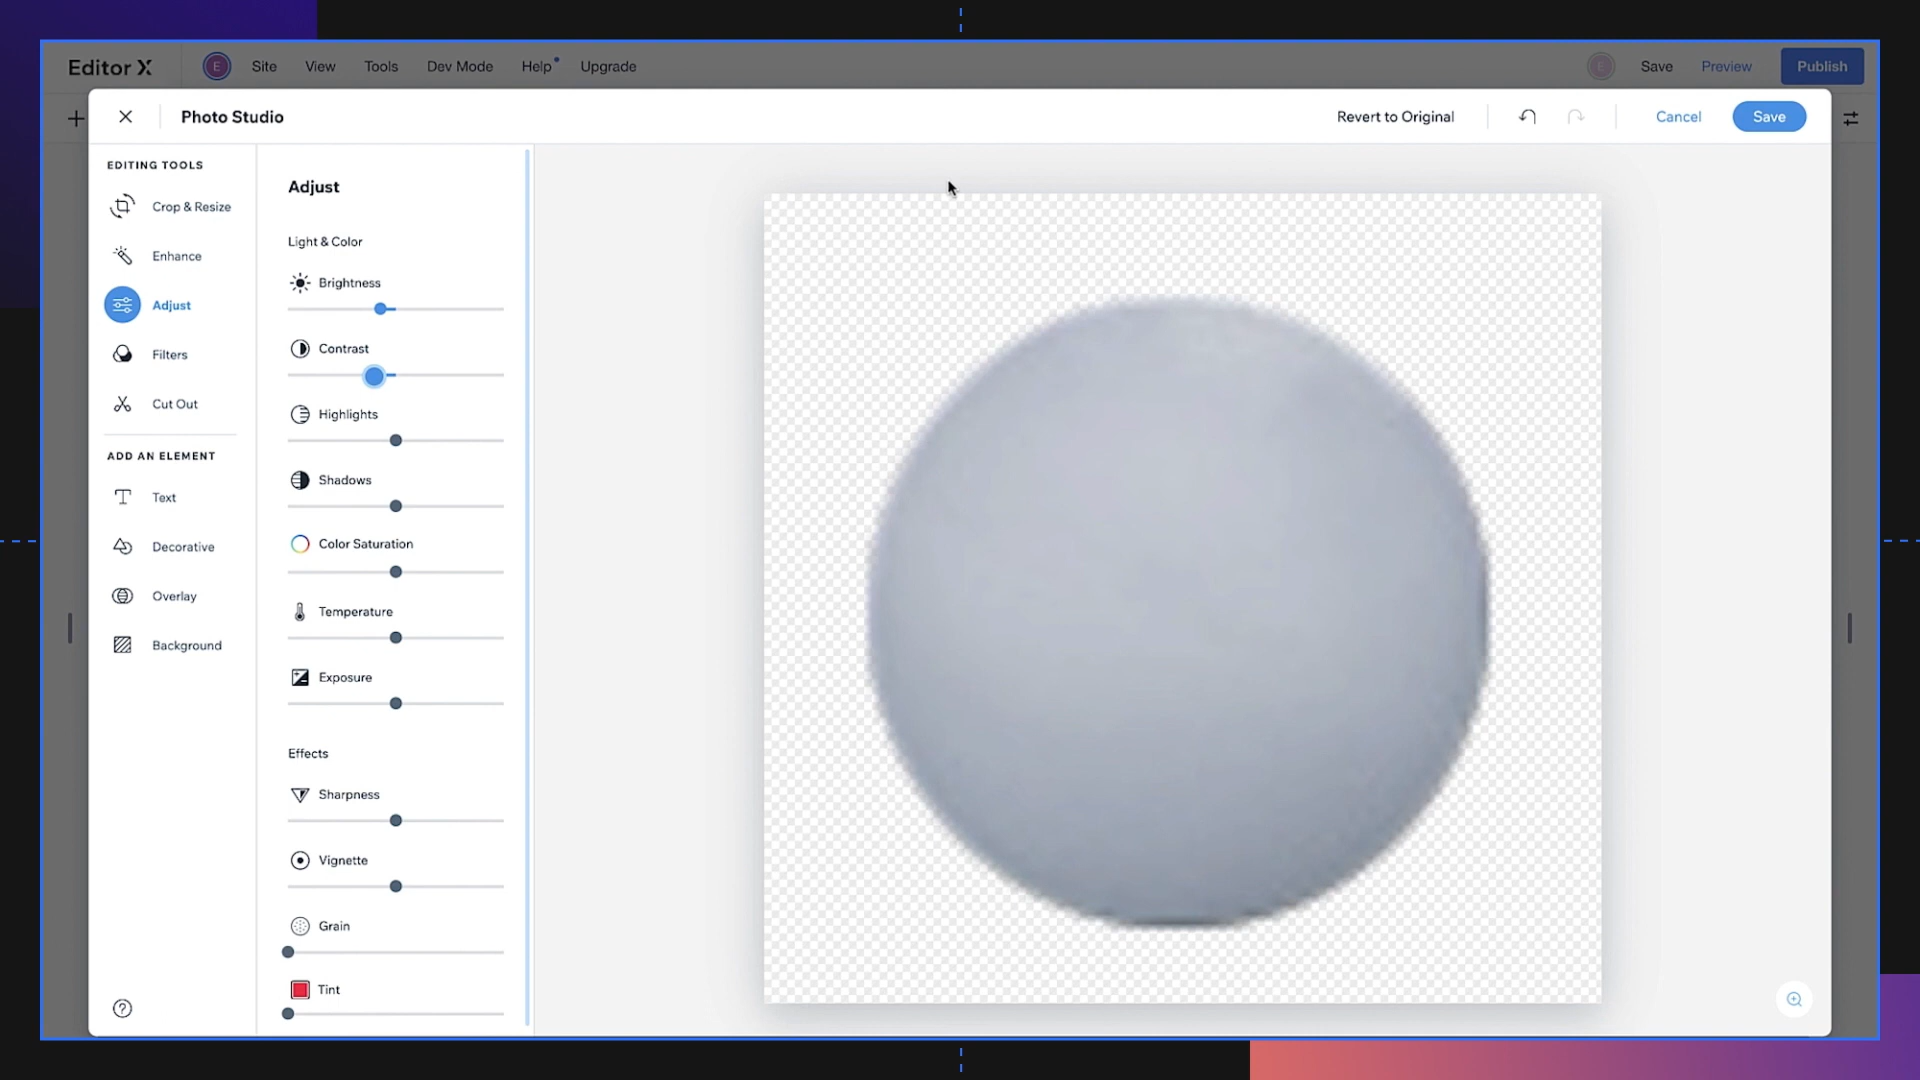 Editor X
E
Site
View
Tools
Dev Mode
Help
Upgrade
E
Save
Preview
Publish
Photo Studio
Revert to Original
Cancel
Save
EDITING TOOLS
Crop & Resize
Enhance
Adjust
Filters
Cut Out
ADD AN ELEMENT
Text
Decorative
Overlay
Background
Adjust
Light & Color
Brightness
Contrast
Highlights
Shadows
Color Saturation
Temperature
Exposure
Effects
Sharpness
Vignette
Grain
Tint